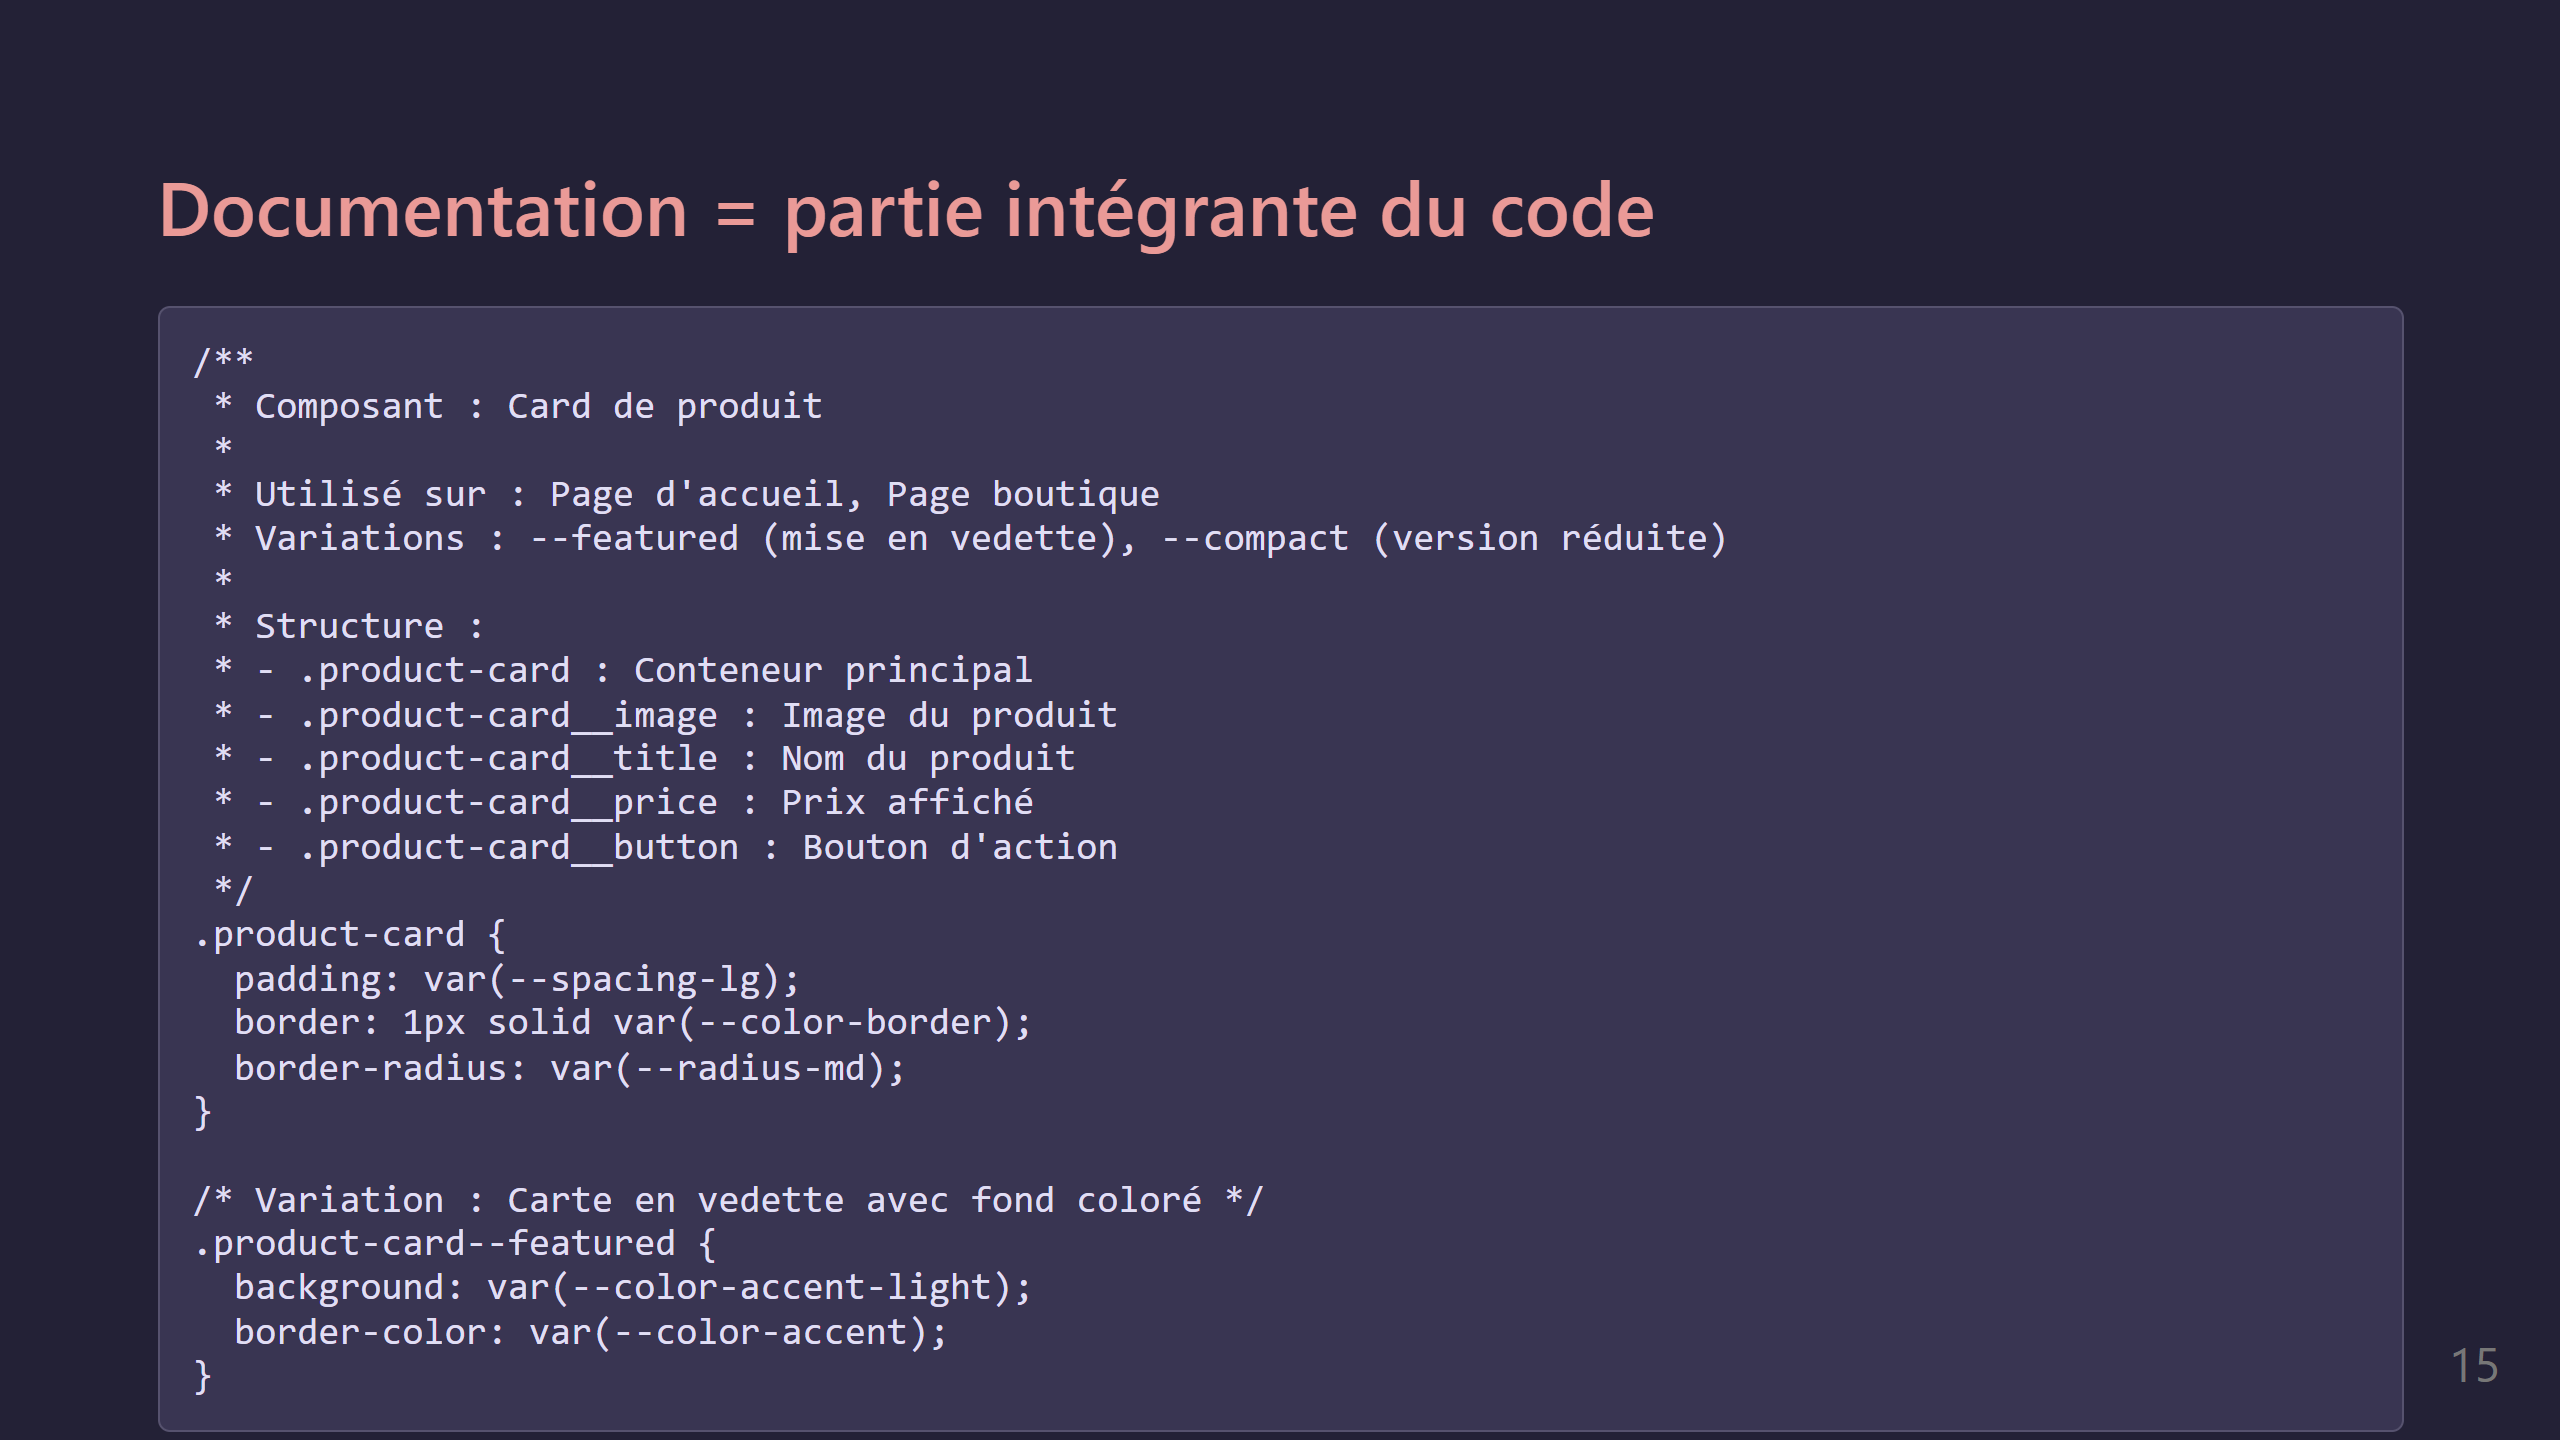 Documentation = partie intégrante du code
/**
 * Composant : Card de produit
 *
 * Utilisé sur : Page d'accueil, Page boutique
 * Variations : --featured (mise en vedette), --compact (version réduite)
 *
 * Structure :
 * - .product-card : Conteneur principal
 * - .product-card__image : Image du produit
 * - .product-card__title : Nom du produit
 * - .product-card__price : Prix affiché
 * - .product-card__button : Bouton d'action
 */
.product-card {
  padding: var(--spacing-lg);
  border: 1px solid var(--color-border);
  border-radius: var(--radius-md);
}

/* Variation : Carte en vedette avec fond coloré */
.product-card--featured {
  background: var(--color-accent-light);
  border-color: var(--color-accent);
}
15